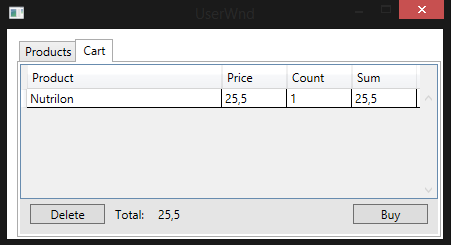 UserWnd
Products Cart
Product Price Count Sum
Nutrilon 25,5 1 25,5
Delete Total: 25,5 Buy